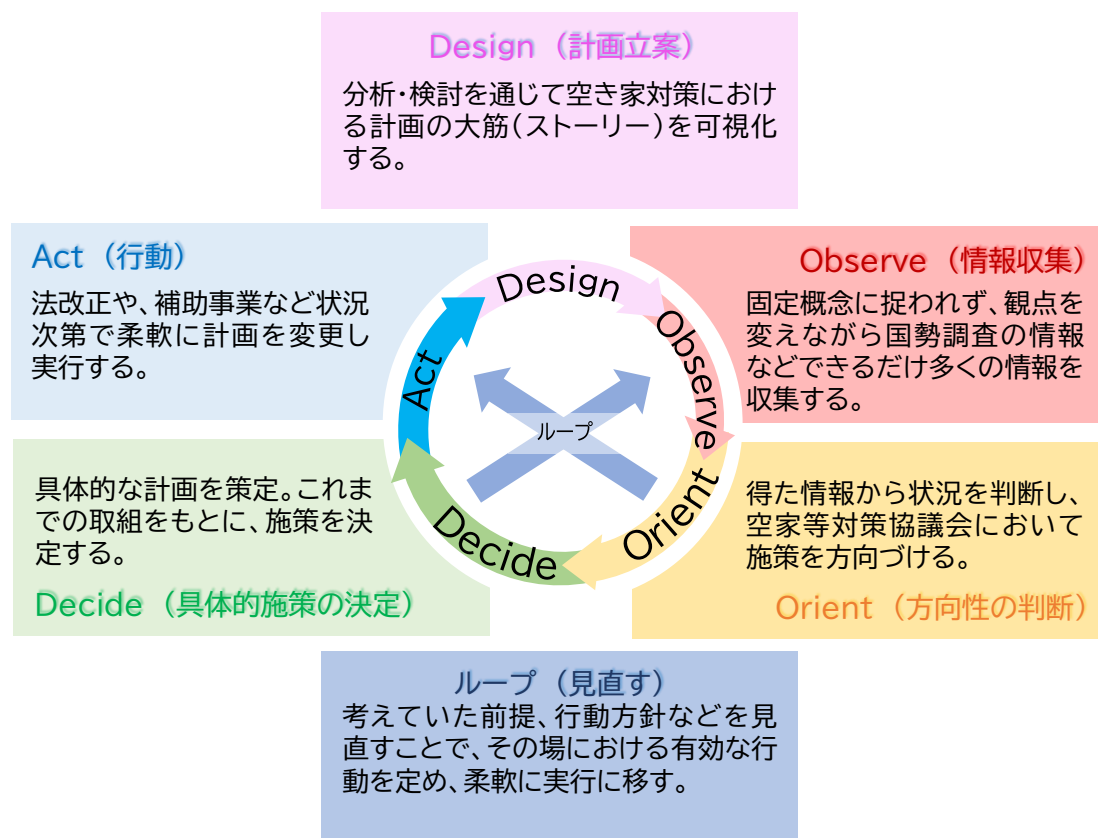 Design（計画立案）
分析・検討を通じて空き家対策におけ
る計画の大筋（ストーリー）を可視化
する。
Act（行動）
法改正や、補助事業など状況
次第で柔軟に計画を変更し
実行する。
Observe（情報収集）
固定概念に捉われず、観点を
変えながら国勢調査の情報
などできるだけ多くの情報を
収集する。
Design
Observe
Orient
Decide
Act
ループ
具体的な計画を策定。これま
での取組をもとに、施策を決
定する。
Decide（具体的施策の決定）
得た情報から状況を判断し、
空家等対策協議会において
施策を方向づける。
Orient（方向性の判断）
ループ（見直す）
考えていた前提、行動方針などを見
直すことで、その場における有効な行
動を定め、柔軟に実行に移す。